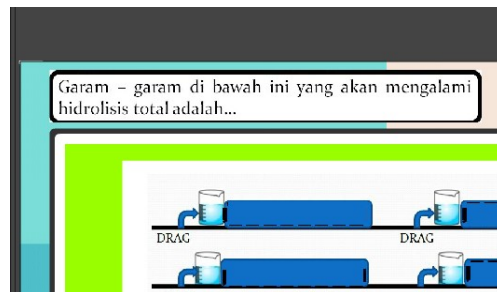 Garam – garam di bawah ini yang akan mengalami
hidrolisis total adalah...
DRAG DRAG